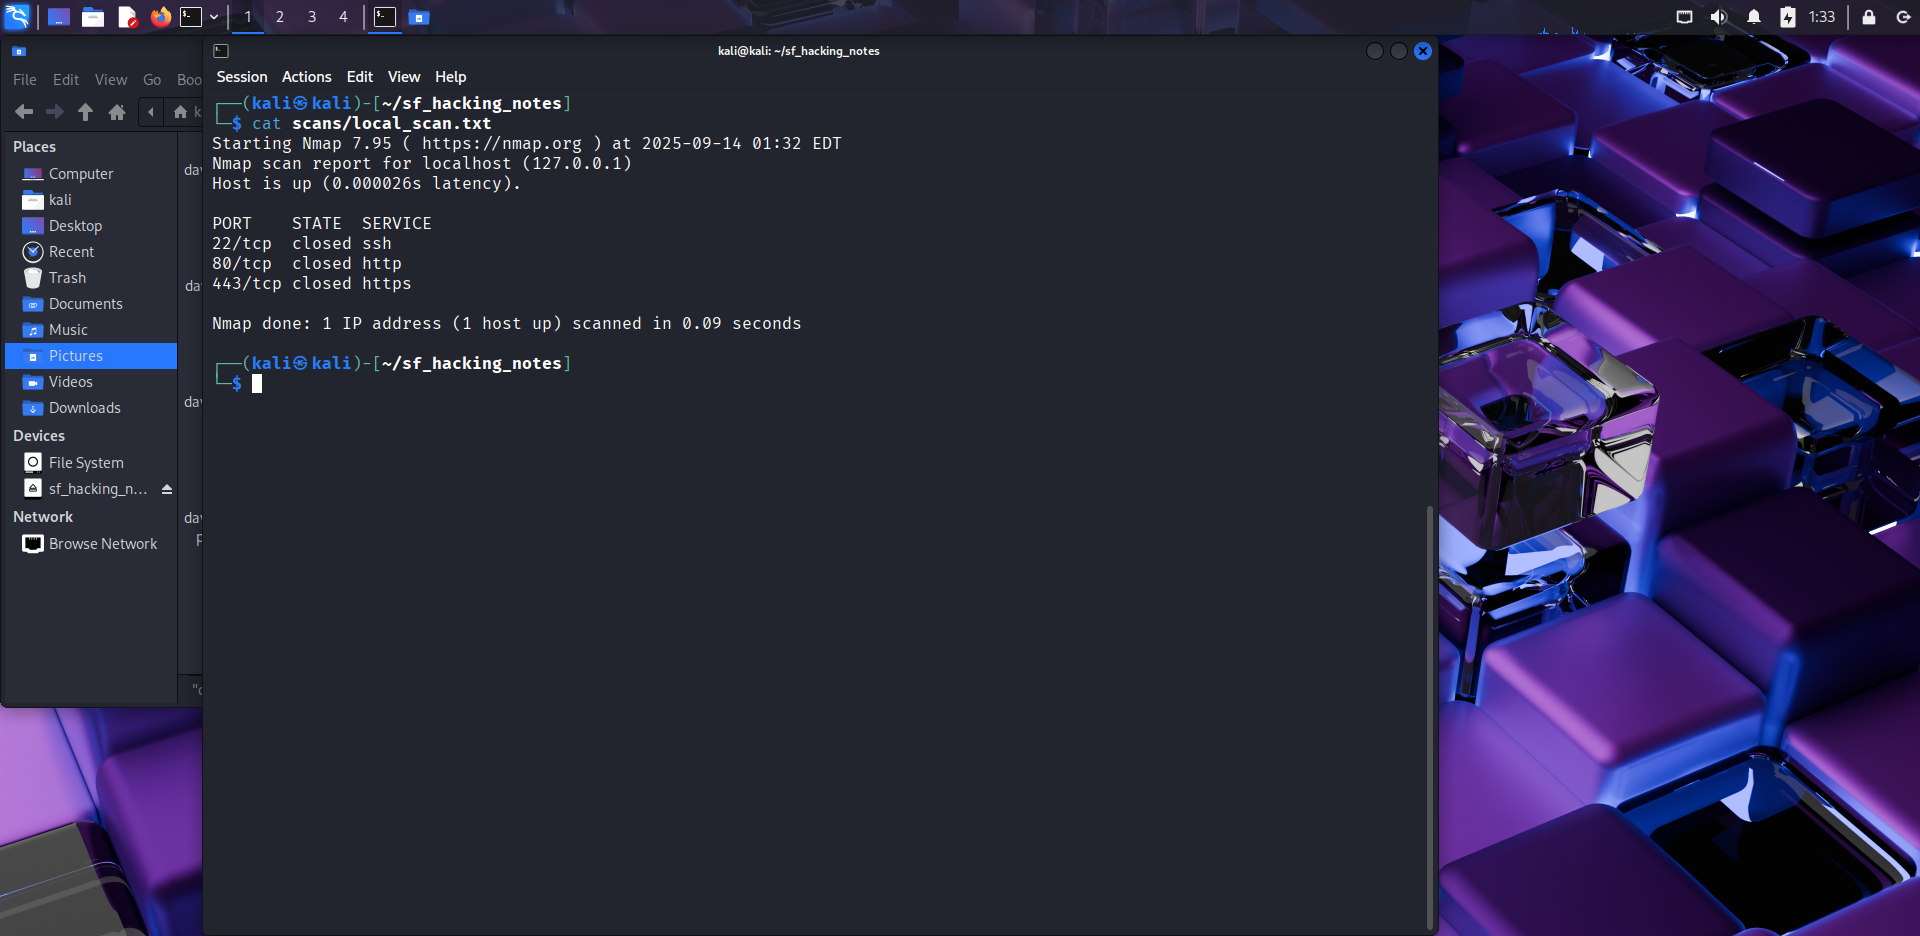 1 2 3 4
1:33
kali@kali: ~/sf_hacking_notes
File Edit View Go Boo
Session Actions Edit View Help
Places
Computer
kali
Desktop
Recent
Trash
Documents
Music
Pictures
Videos
Downloads
Devices
File System
sf_hacking_n...
Network
Browse Network
┌──(kali㉿kali)-[~/sf_hacking_notes]
└─$ cat scans/local_scan.txt
Starting Nmap 7.95 ( https://nmap.org ) at 2025-09-14 01:32 EDT
Nmap scan report for localhost (127.0.0.1)
Host is up (0.000026s latency).
PORT    STATE  SERVICE
22/tcp  closed ssh
80/tcp  closed http
443/tcp closed https
Nmap done: 1 IP address (1 host up) scanned in 0.09 seconds
┌──(kali㉿kali)-[~/sf_hacking_notes]
└─$